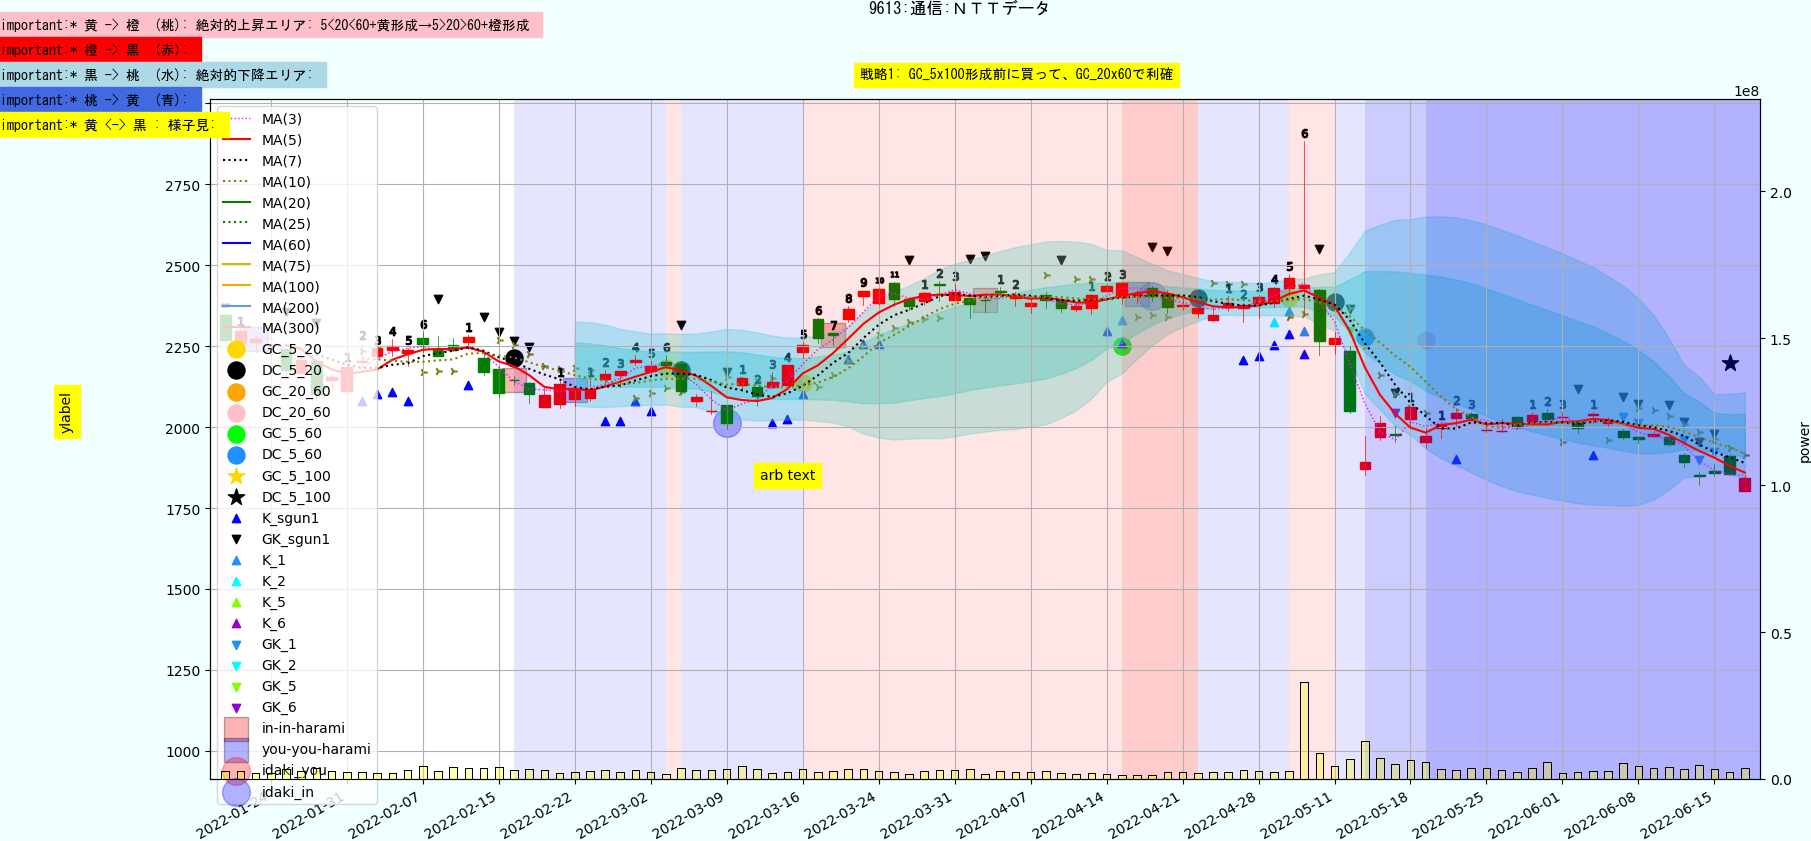 9613:通信:ＮＴＴデータ
important:* 黄 -> 橙 (桃): 絶対的上昇エリア: 5<20<60+黄形成→5>20>60+橙形成
important:* 橙 -> 黒 (赤):
important:* 黒 -> 桃 (水): 絶対的下降エリア:
important:* 桃 -> 黄 (青):
important:* 黄 <-> 黒 : 様子見:
戦略1: GC_5x100形成前に買って、GC_20x60で利確
1e8
MA(3)
MA(5)
MA(7)
MA(10)
MA(20)
MA(25)
MA(60)
MA(75)
MA(100)
MA(200)
MA(300)
GC_5_20
DC_5_20
GC_20_60
DC_20_60
GC_5_60
DC_5_60
GC_5_100
DC_5_100
K_sgun1
GK_sgun1
K_1
K_2
K_5
K_6
GK_1
GK_2
GK_5
GK_6
in-in-harami
you-you-harami
idaki_you
idaki_in
2750
2500
2250
2000
1750
1500
1250
1000
ylabel
arb text
2.0
1.5
1.0
0.5
0.0
power
2022-01-24
2022-01-31
2022-02-07
2022-02-15
2022-02-22
2022-03-02
2022-03-09
2022-03-16
2022-03-24
2022-03-31
2022-04-07
2022-04-14
2022-04-21
2022-04-28
2022-05-11
2022-05-18
2022-05-25
2022-06-01
2022-06-08
2022-06-15